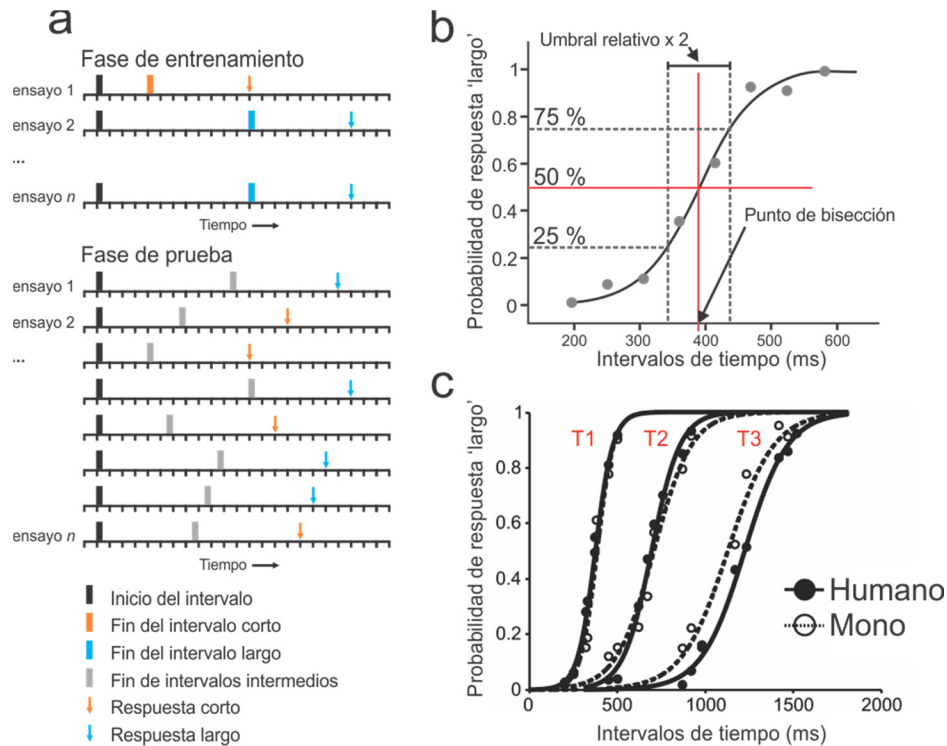 a
Fase de entrenamiento
ensayo 1
ensayo 2
...
ensayo n
Tiempo
Fase de prueba
ensayo 1
ensayo 2
...
ensayo n
Tiempo
Inicio del intervalo
Fin del intervalo corto
Fin del intervalo largo
Fin de intervalos intermedios
Respuesta corto
Respuesta largo
b
Umbral relativo x 2
Probabilidad de respuesta ‘largo’
1
0.8
0.6
0.4
0.2
0
75 %
50 %
25 %
Punto de bisección
200 300 400 500 600
Intervalos de tiempo (ms)
c
Probabilidad de respuesta ‘largo’
1
0.8
0.6
0.4
0.2
0
T1 T2 T3
Humano
Mono
0 500 1000 1500 2000
Intervalos de tiempo (ms)